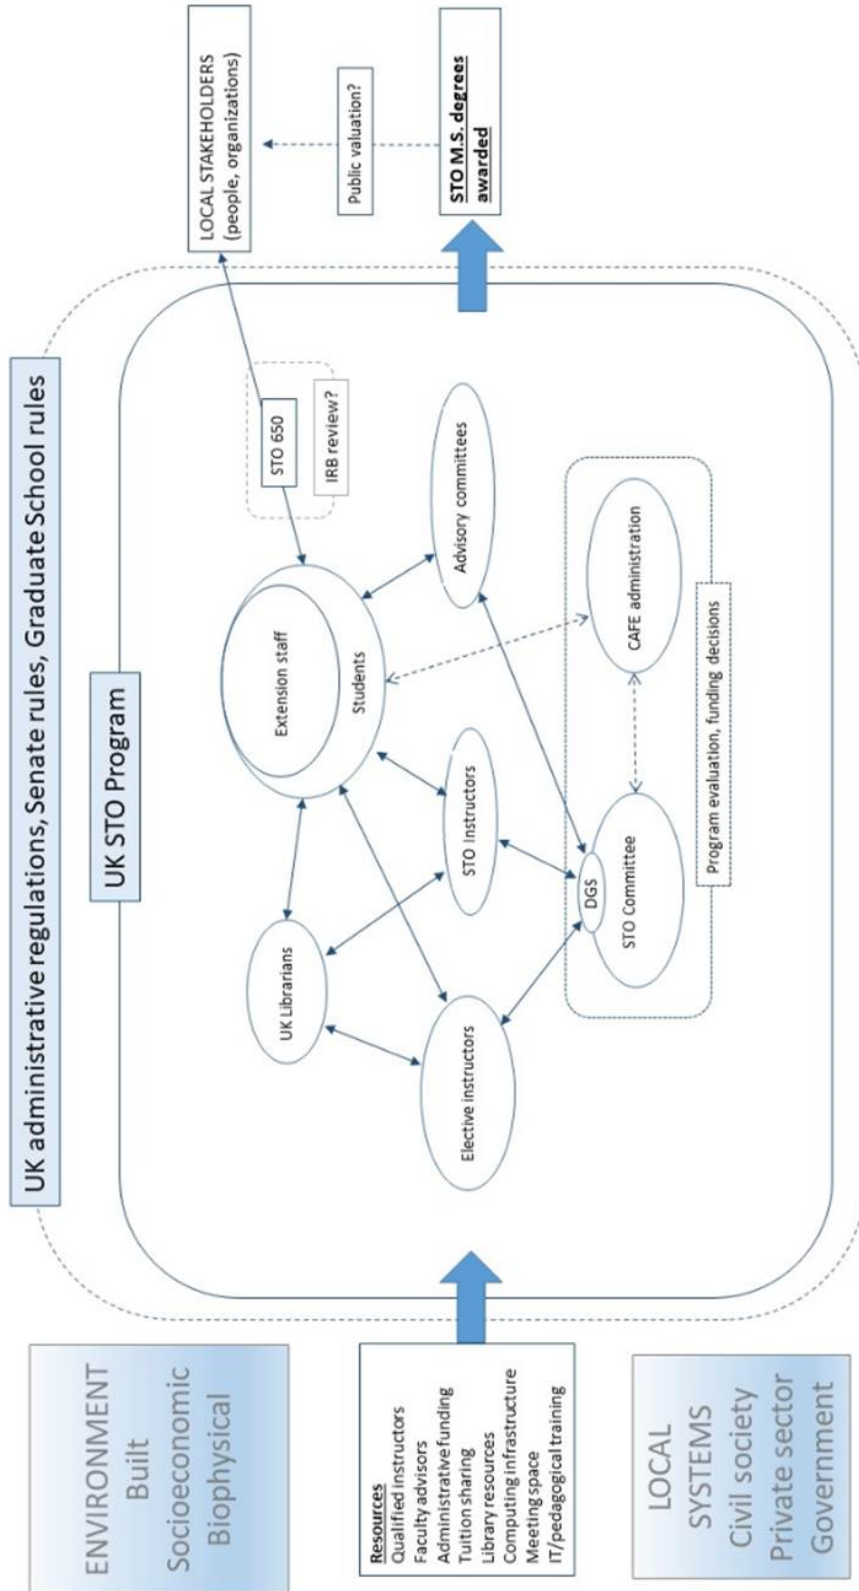 UK administrative regulations, Senate rules, Graduate School rules
UK STO Program
ENVIRONMENT
Built
Socioeconomic
Biophysical
Resources
Qualified instructors
Faculty advisors
Administrative funding
Tuition sharing
Library resources
Computing infrastructure
Meeting space
IT/pedagogical training
LOCAL
SYSTEMS
Civil society
Private sector
Government
UK Librarians
Elective instructors
Extension staff
Students
STO Instructors
DGS
STO Committee
STO 650
IRB review?
Advisory committees
CAFE administration
Program evaluation, funding decisions
LOCAL STAKEHOLDERS
(people, organizations)
Public valuation?
STO M.S. degrees
awarded